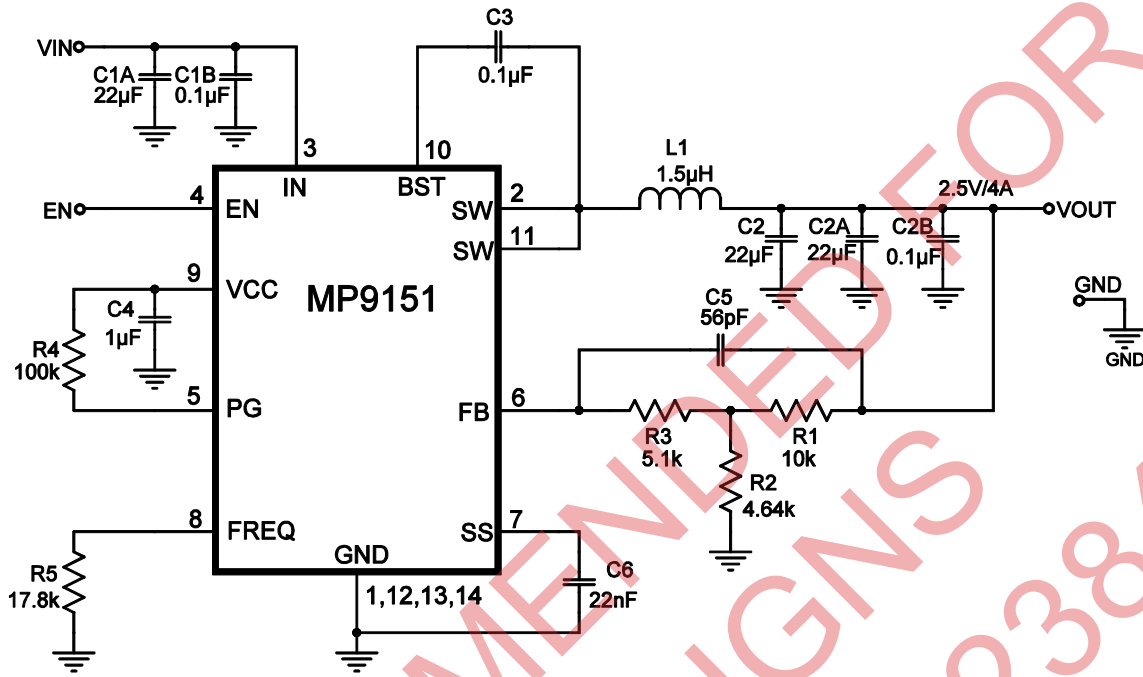 C3
0.1µF
VIN
C1A
22µF
C1B
0.1µF
3
10
IN
BST
L1
1.5µH
4
EN
EN
2
SW
11
SW
2.5V/4A
VOUT
C2
22µF
C2A
22µF
C2B
0.1µF
9
VCC
MP9151
GND
GND
C4
1µF
C5
56pF
R4
100k
5
PG
6
FB
R3
5.1k
R1
10k
R2
4.64k
8
FREQ
7
SS
GND
R5
17.8k
1,12,13,14
C6
22nF
MENDED FOR
IGNS
238